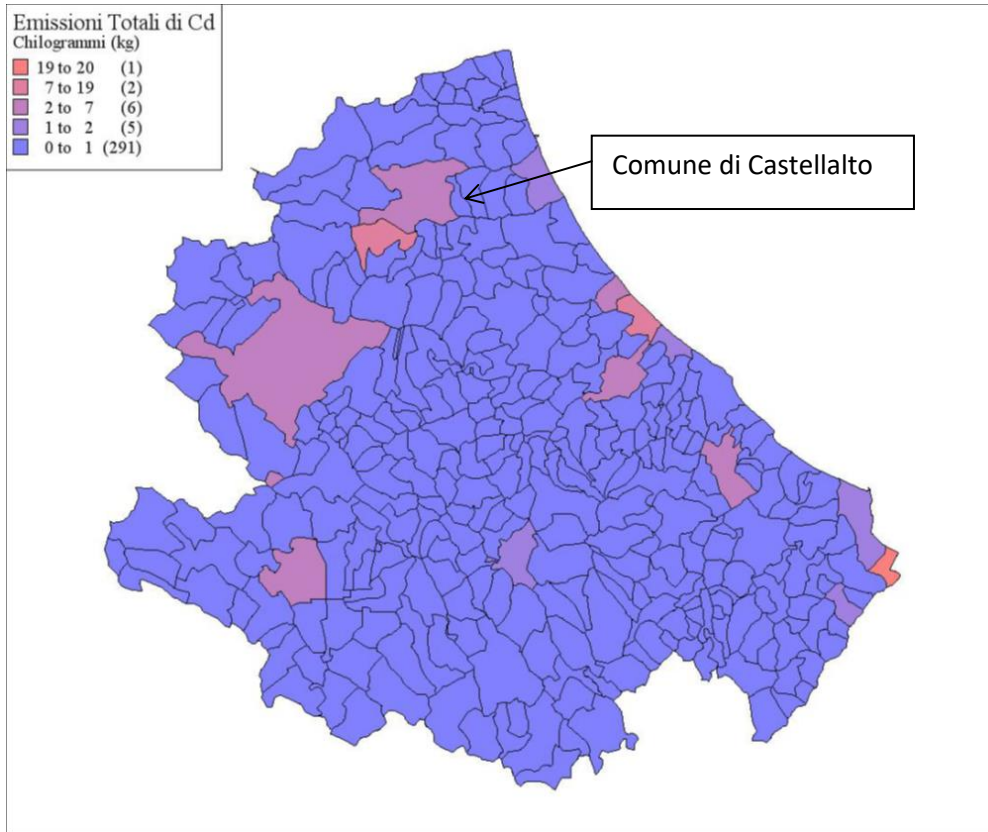 Emissioni Totali di Cd
Chilogrammi (kg)
19 to 20 (1)
7 to 19 (2)
2 to 7 (6)
1 to 2 (5)
0 to 1 (291)
Comune di Castellalto